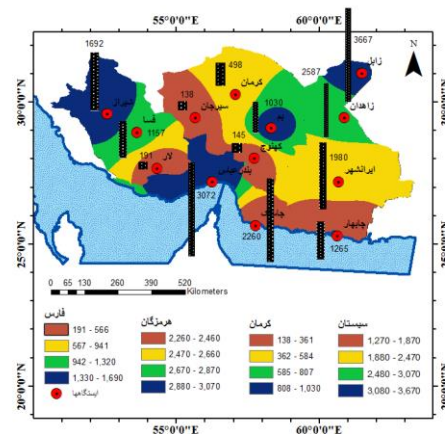 55°0'0"E 60°0'0"E
N
1692
3667
498
2587
زابل
138
کرمان
شیراز
سیرجان
1030
زاهدان
فسا
بم
1157
145
کهنوج
191
لار
1980
بندرعباس
ایرانشهر
3072
جاسک
چابهار
2260
1265
30°0'0"N
25°0'0"N
20°0'0"N
0 65 130 260 390 520
Kilometers
فارس
191 - 566
567 - 941
942 - 1,320
1,330 - 1,690
ایستگاهها
هرمزگان
2,260 - 2,460
2,470 - 2,660
2,670 - 2,870
2,880 - 3,070
کرمان
138 - 361
362 - 584
585 - 807
808 - 1,030
سیستان
1,270 - 1,870
1,880 - 2,470
2,480 - 3,070
3,080 - 3,670
55°0'0"E 60°0'0"E